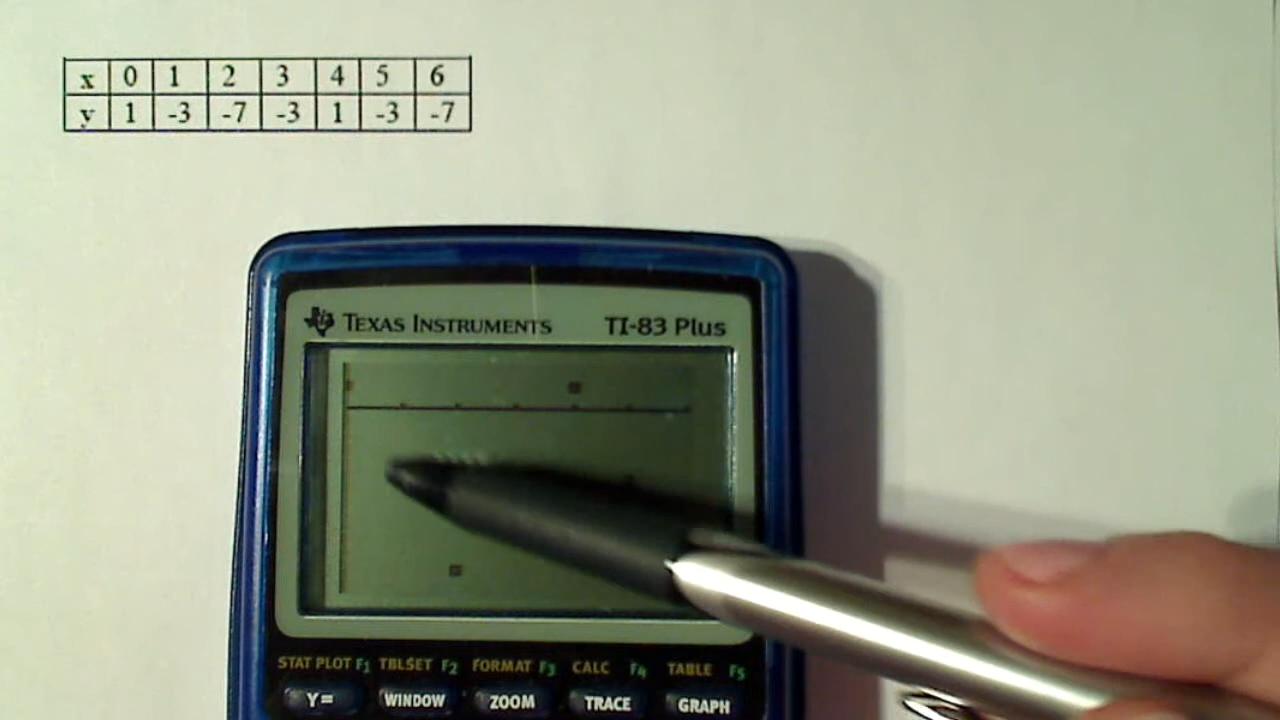 x 0 1 2 3 4 5 6
y 1 -3 -7 -3 1 -3 -7
TEXAS INSTRUMENTS TI-83 Plus
STAT PLOT F1 TBLSET F2 FORMAT F3 CALC F4 TABLE F5
Y= WINDOW ZOOM TRACE GRAPH